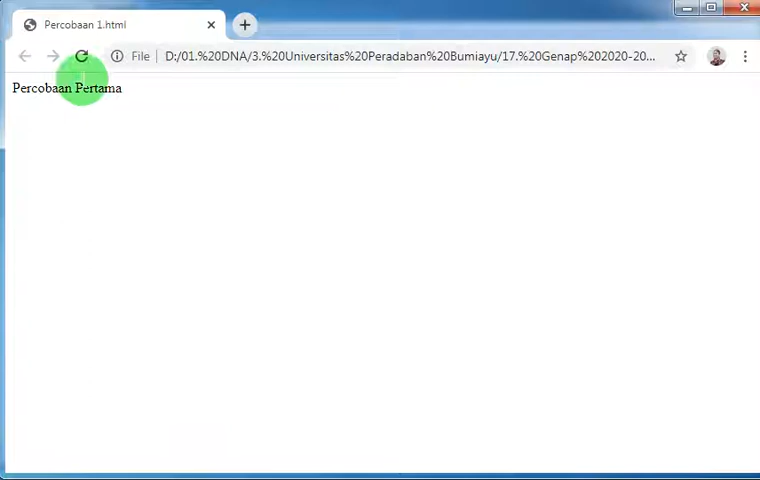 Percobaan 1.html
File D:/01.%20DNA/3.%20Universitas%20Peradaban%20Bumiayu/17.%20Genap%202020-20...
Percobaan Pertama